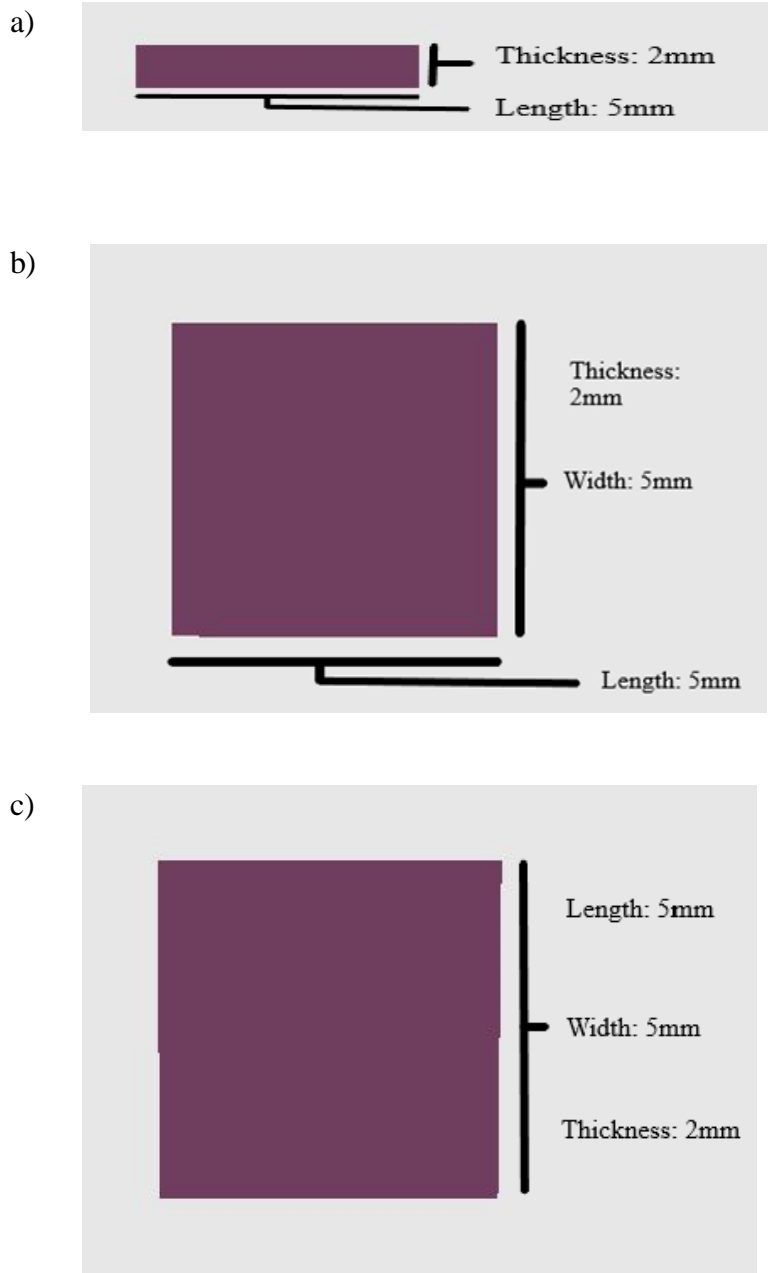 a)
Thickness: 2mm
Length: 5mm
b)
Thickness:
2mm
Width: 5mm
Length: 5mm
c)
Length: 5mm
Width: 5mm
Thickness: 2mm